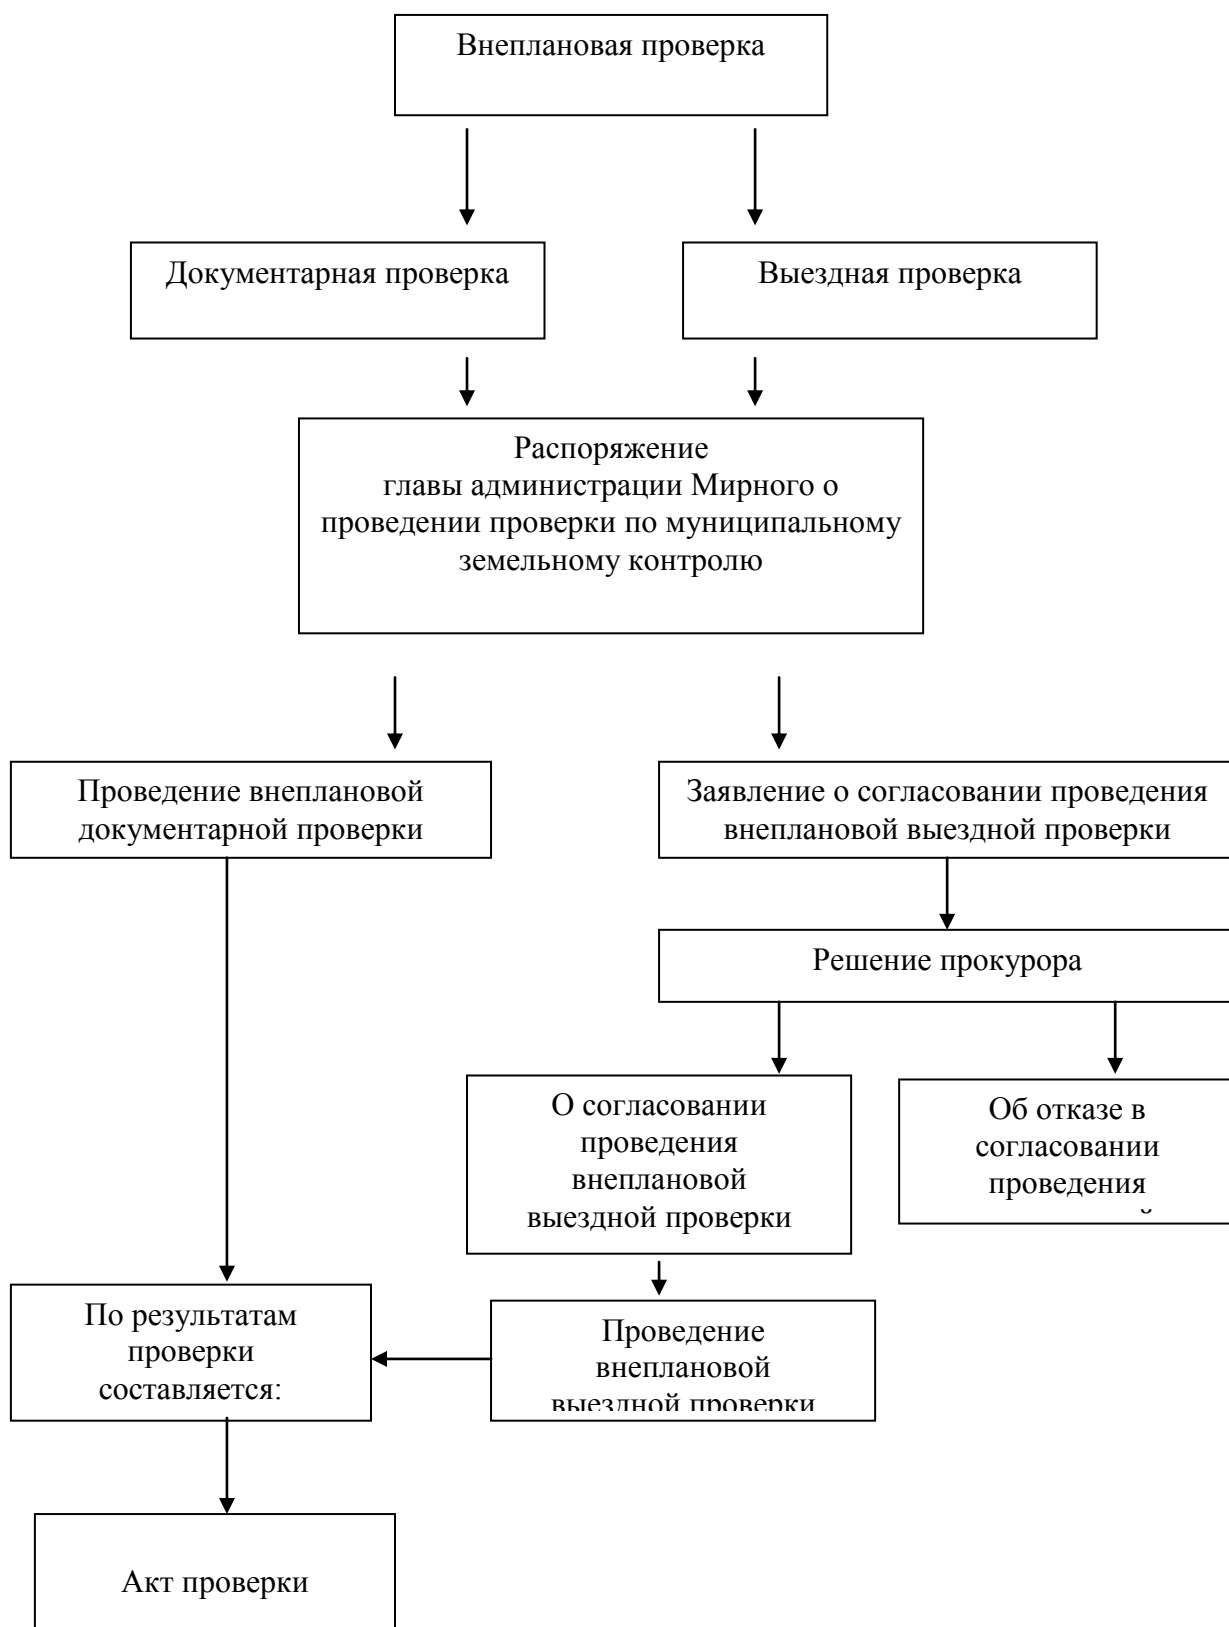 Внеплановая проверка
Документарная проверка
Выездная проверка
Распоряжение
главы администрации Мирного о
проведении проверки по муниципальному
земельному контролю
Проведение внеплановой
документарной проверки
Заявление о согласовании проведения
внеплановой выездной проверки
Решение прокурора
О согласовании
проведения
внеплановой
выездной проверки
Об отказе в
согласовании
проведения
По результатам
проверки
составляется:
Проведение
внеплановой
выездной проверки
Акт проверки